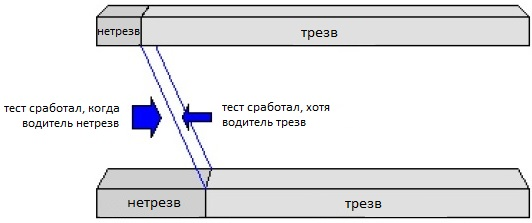 нетрезв
трезв
тест сработал, когда
водитель нетрезв
тест сработал, хотя
водитель трезв
нетрезв
трезв